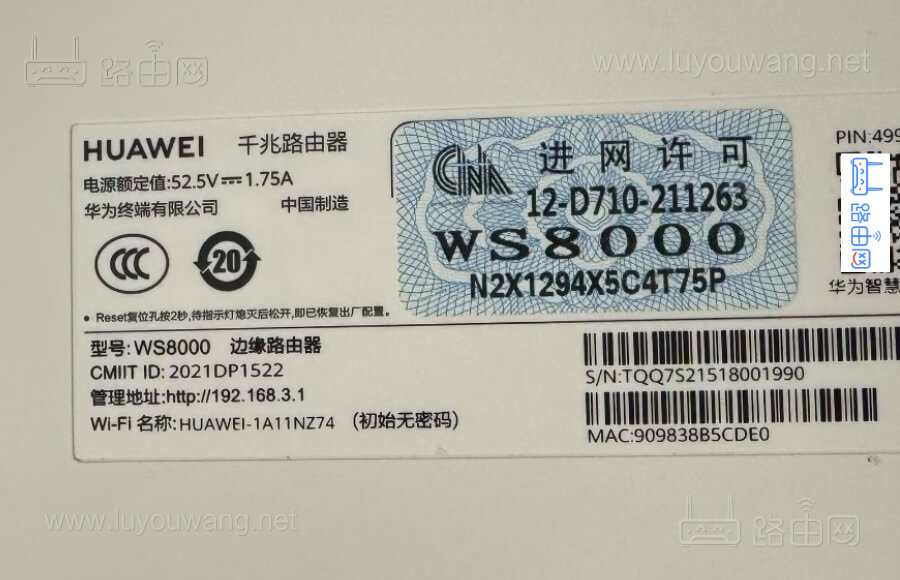 路由网
www.luyouwang.net
HUAWEI 千兆路由器
电源额定值:52.5V⎓1.75A
华为终端有限公司 中国制造
CCC
20
● Reset复位孔按2秒,待指示灯熄灭后松开,即已恢复出厂配置。
CNA 进网许可
12-D710-211263
WS8000
N2X1294X5C4T75P
PIN:499
路由网
华为智慧
型号:WS8000 边缘路由器
CMIIT ID: 2021DP1522
管理地址:http://192.168.3.1
Wi-Fi 名称:HUAWEI-1A11NZ74 (初始无密码)
S/N:TQQ7S21518001990
MAC:909838B5CDE0
www.luyouwang.net
路由网